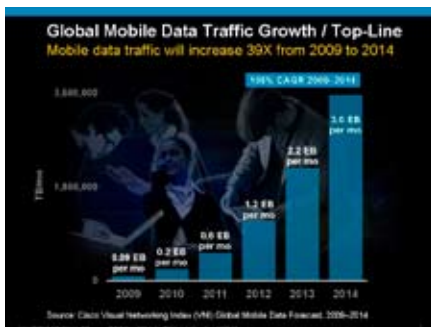 Global Mobile Data Traffic Growth / Top-Line
Mobile data traffic will increase 39X from 2009 to 2014
108% CAGR 2009–2014
3,600,000
3.6 EB
per mo
2.2 EB
per mo
1,800,000
TB/mo
1.2 EB
per mo
0.6 EB
per mo
0.2 EB
per mo
0.09 EB
per mo
0
2009 2010 2011 2012 2013 2014
Source: Cisco Visual Networking Index (VNI) Global Mobile Data Forecast, 2009–2014